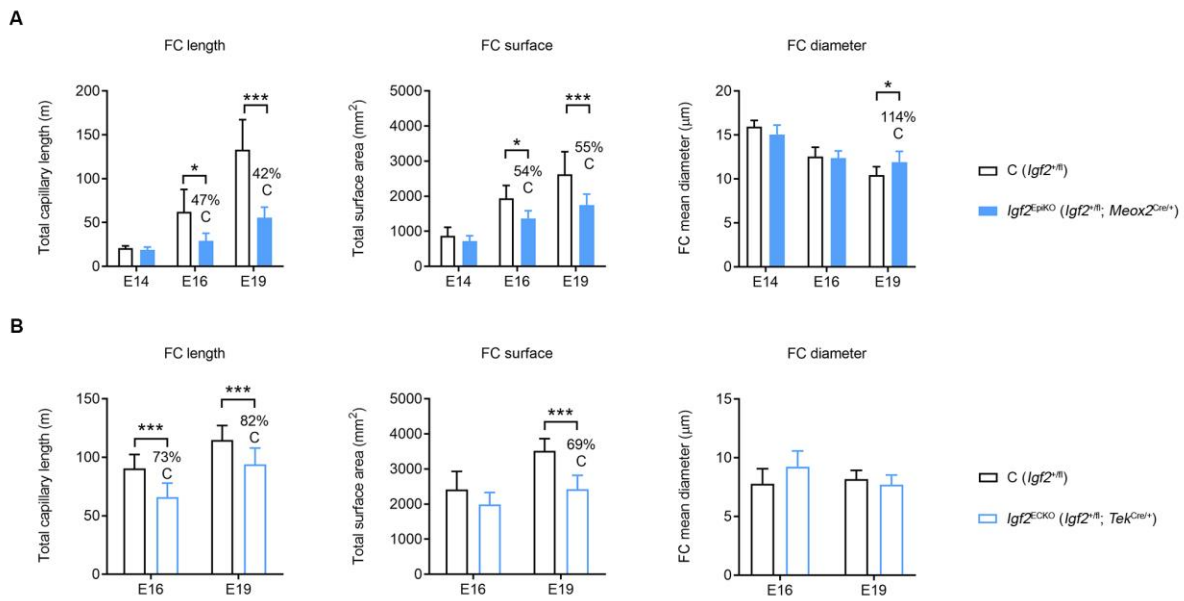 A
FC length
Total capillary length (m)
200
150
100
50
0
E14
E16
E19
*
47%
C
***
42%
C
FC surface
Total surface area (mm²)
5000
4000
3000
2000
1000
0
E14
E16
E19
*
54%
C
***
55%
C
FC diameter
FC mean diameter (μm)
20
15
10
5
0
E14
E16
E19
*
114%
C
C (Igf2+/fl)
Igf2EpiKO (Igf2+/fl; Meox2Cre/+)
B
FC length
Total capillary length (m)
150
100
50
0
E16
E19
***
73%
C
***
82%
C
FC surface
Total surface area (mm²)
5000
4000
3000
2000
1000
0
E16
E19
***
69%
C
FC diameter
FC mean diameter (μm)
15
10
5
0
E16
E19
C (Igf2+/fl)
Igf2ECKO (Igf2+/fl; TekCre/+)